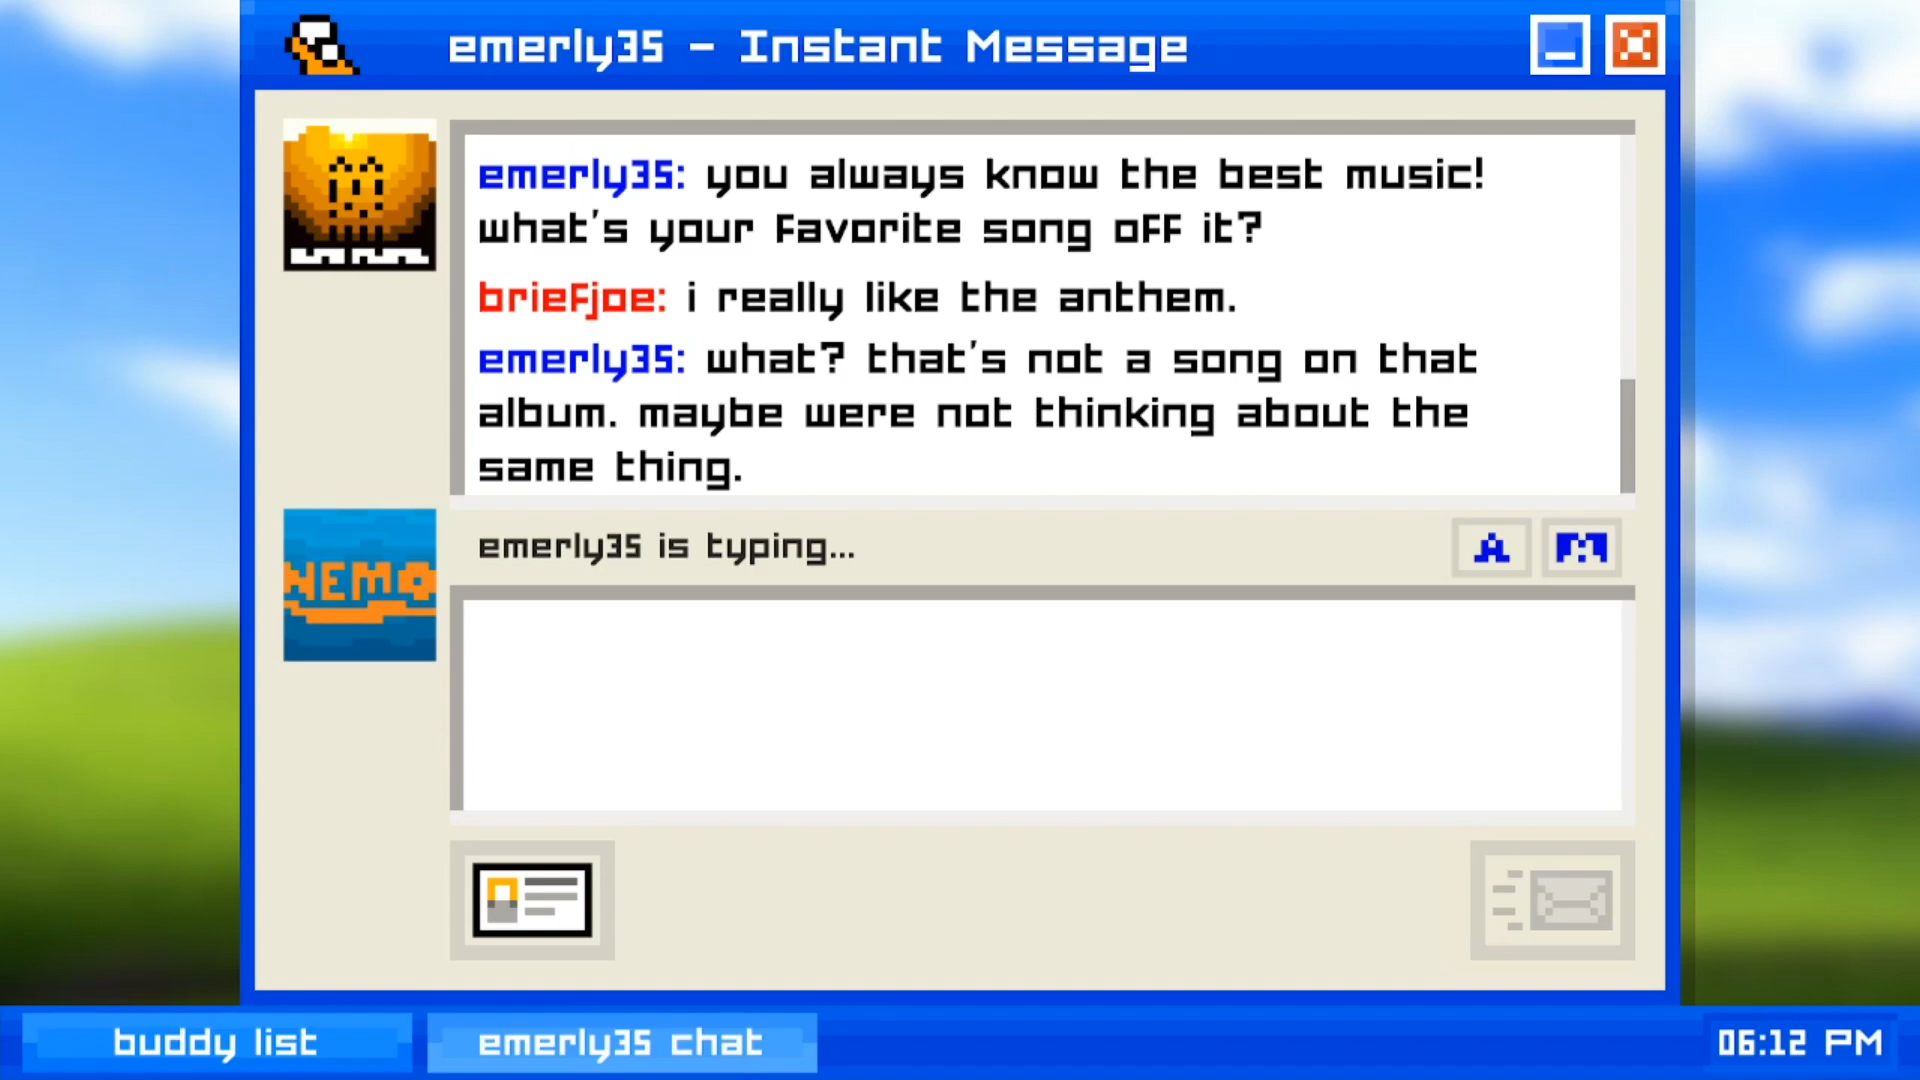 emerly35 - Instant Message
emerly35: you always know the best music!
what's your favorite song off it?
briefjoe: i really like the anthem.
emerly35: what? that's not a song on that
album. maybe were not thinking about the
same thing.
NEMO
emerly35 is typing...
A
buddy list
emerly35 chat
06:12 PM